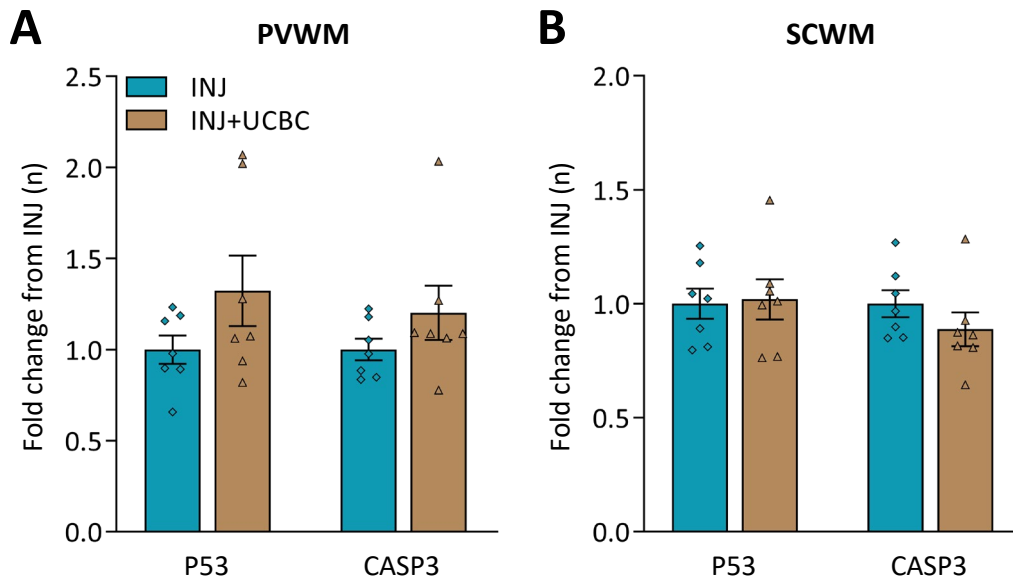 A
PVWM
Fold change from INJ (n)
2.5
2.0
1.5
1.0
0.5
0.0
INJ
INJ+UCBC
P53
CASP3
B
SCWM
Fold change from INJ (n)
2.0
1.5
1.0
0.5
0.0
P53
CASP3